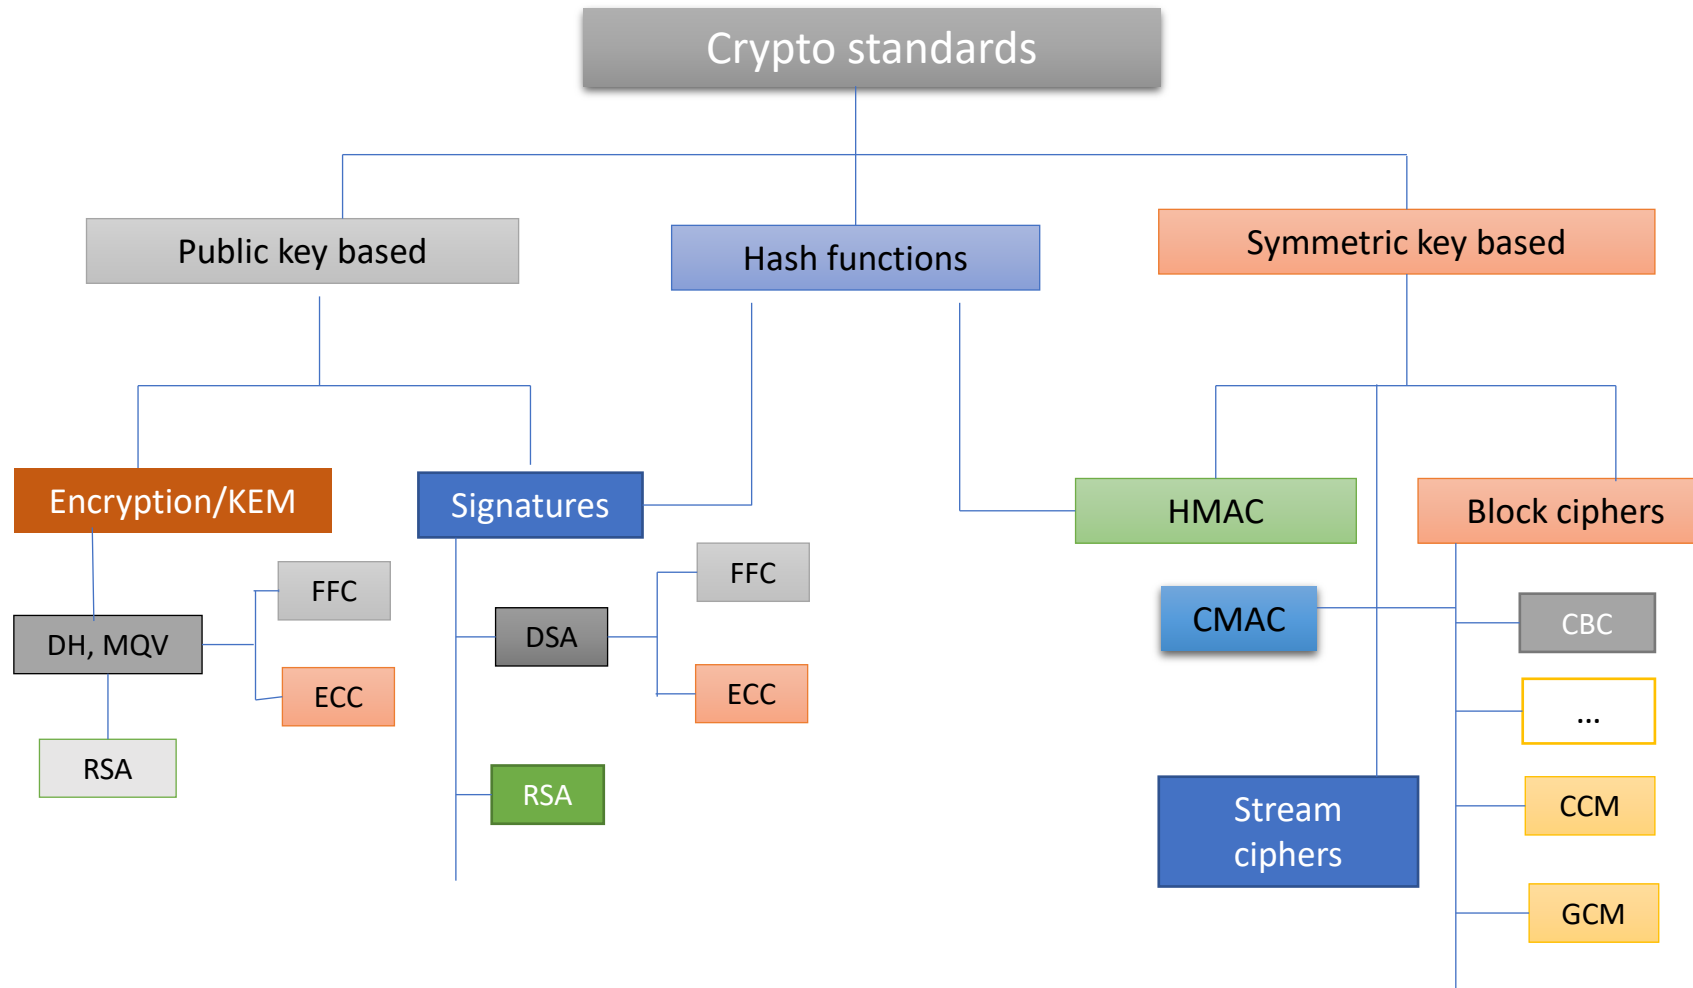 Crypto standards
Public key based
Hash functions
Symmetric key based
Encryption/KEM
Signatures
HMAC
Block ciphers
FFC
FFC
DH, MQV
DSA
CMAC
CBC
ECC
ECC
...
RSA
RSA
Stream
ciphers
CCM
GCM